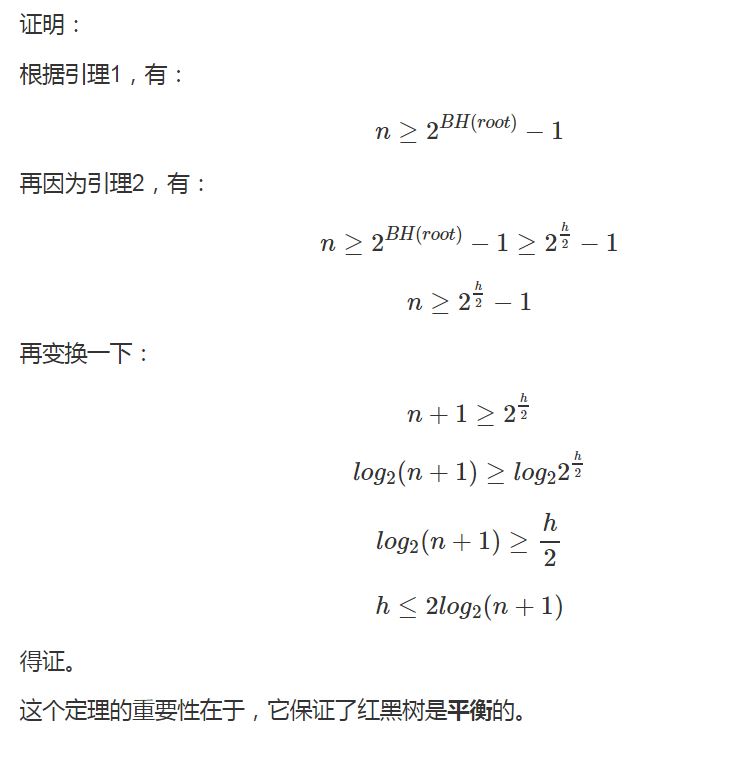 证明：
根据引理1，有：
$n \geq 2^{BH(root)} - 1$
再因为引理2，有：
$n \geq 2^{BH(root)} - 1 \geq 2^{\frac{h}{2}} - 1$
$n \geq 2^{\frac{h}{2}} - 1$
再变换一下：
$n + 1 \geq 2^{\frac{h}{2}}$
$log_2(n + 1) \geq log_2 2^{\frac{h}{2}}$
$log_2(n + 1) \geq \frac{h}{2}$
$h \leq 2log_2(n + 1)$
得证。
这个定理的重要性在于，它保证了红黑树是平衡的。